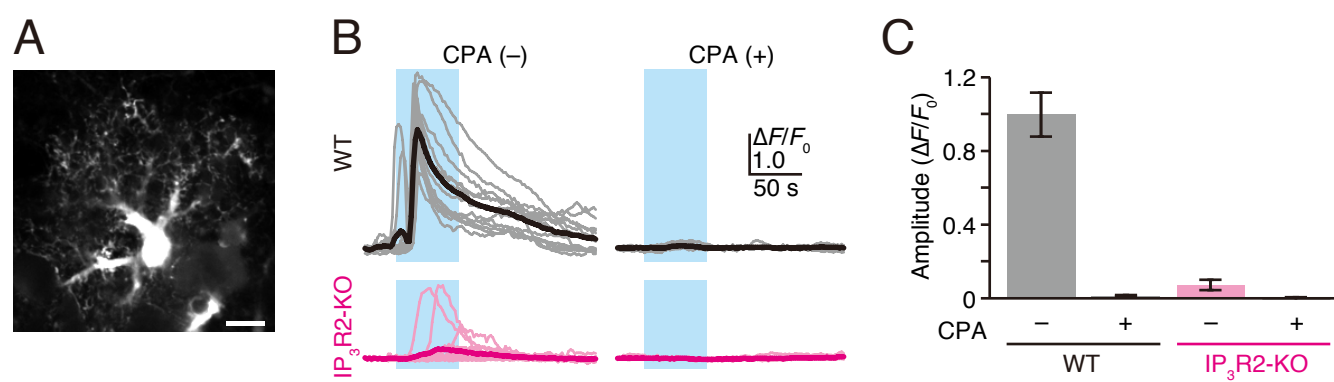 A
B
C
CPA (–)
CPA (+)
WT
ΔF/F₀
1.0
50 s
IP₃R2-KO
Amplitude (ΔF/F₀)
1.2
0.8
0.4
0
CPA
– + – +
WT
IP₃R2-KO